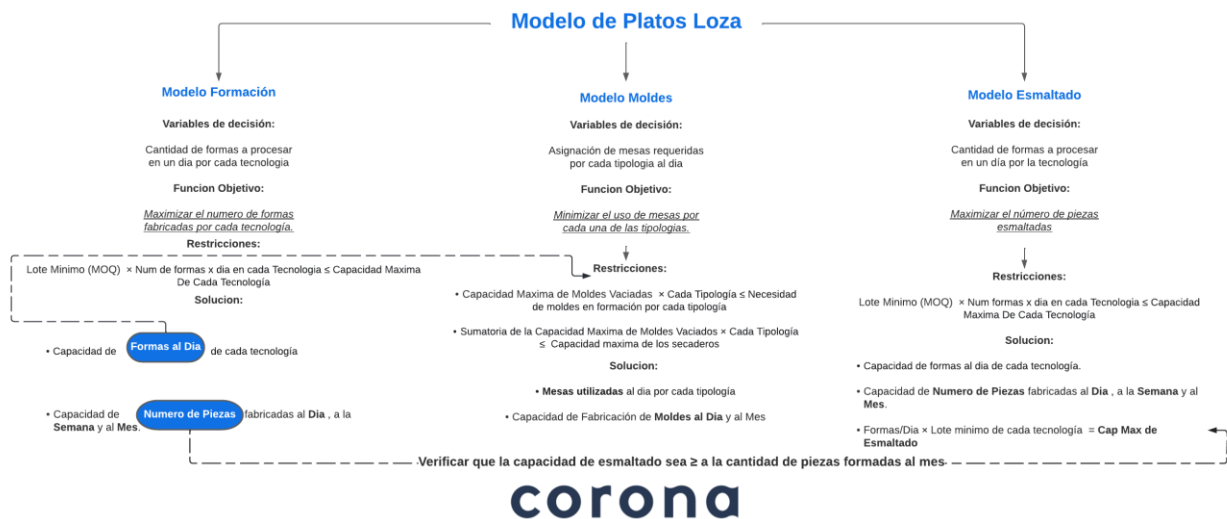 Modelo de Platos Loza
Modelo Formación
Variables de decisión:
Cantidad de formas a procesar
en un dia por cada tecnologia
Funcion Objetivo:
Maximizar el numero de formas
fabricadas por cada tecnología.
Restricciones:
Lote Minimo (MOQ) × Num de formas x dia en cada Tecnologia ≤ Capacidad Maxima
De Cada Tecnología
Solucion:
• Capacidad de Formas al Dia de cada tecnología
• Capacidad de Numero de Piezas fabricadas al Dia , a la
Semana y al Mes.
Modelo Moldes
Variables de decisión:
Asignación de mesas requeridas
por cada tipologia al dia
Funcion Objetivo:
Minimizar el uso de mesas por
cada una de las tipologias.
Restricciones:
• Capacidad Maxima de Moldes Vaciadas × Cada Tipología ≤ Necesidad
de moldes en formación por cada tipología
• Sumatoria de la Capacidad Maxima de Moldes Vaciados × Cada Tipología
≤ Capacidad maxima de los secaderos
Solucion:
• Mesas utilizadas al dia por cada tipología
• Capacidad de Fabricación de Moldes al Dia y al Mes
Modelo Esmaltado
Variables de decisión:
Cantidad de formas a procesar
en un día por la tecnología
Funcion Objetivo:
Maximizar el número de piezas
esmaltadas
Restricciones:
Lote Minimo (MOQ) × Num formas x dia en cada Tecnologia ≤ Capacidad
Maxima De Cada Tecnología
Solucion:
• Capacidad de formas al dia de cada tecnología.
• Capacidad de Numero de Piezas fabricadas al Dia , a la Semana y al
Mes.
• Formas/Dia × Lote minimo de cada tecnología = Cap Max de
Esmaltado
Verificar que la capacidad de esmaltado sea ≥ a la cantidad de piezas formadas al mes
corona